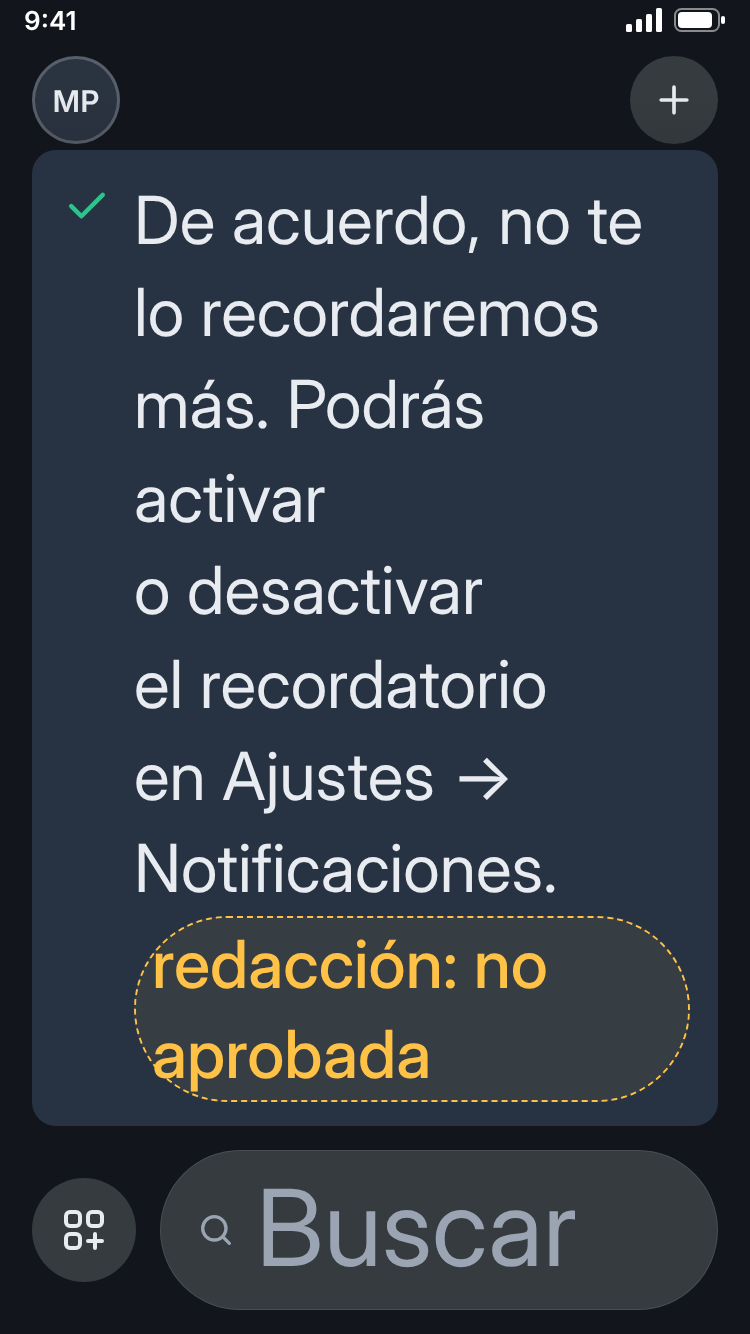 9:41
MP
De acuerdo, no te
lo recordaremos
más. Podrás
activar
o desactivar
el recordatorio
en Ajustes →
Notificaciones.
redacción: no
aprobada
Buscar